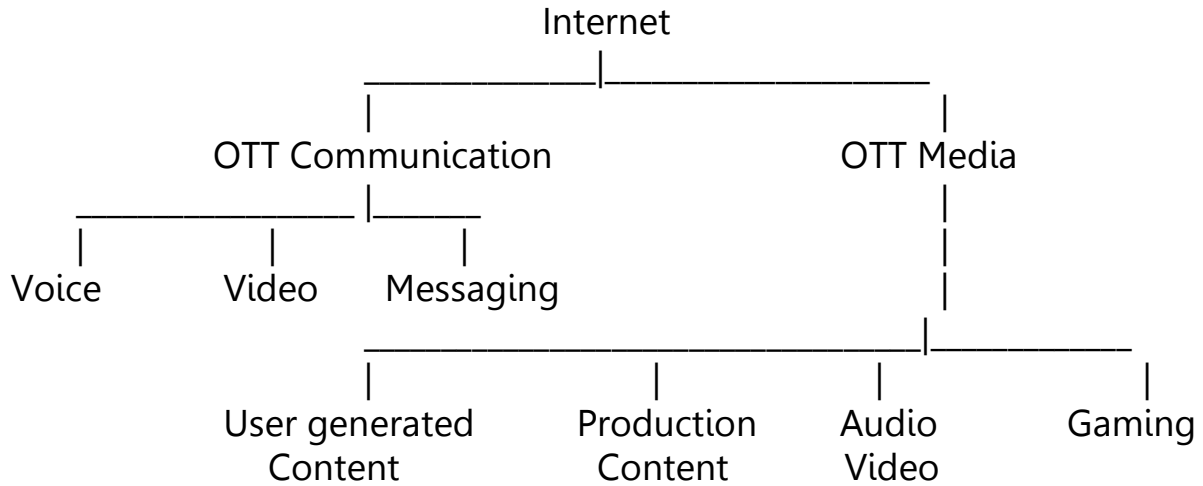 Internet
OTT Communication OTT Media
Voice Video Messaging
User generated Production Audio Gaming
Content Content Video